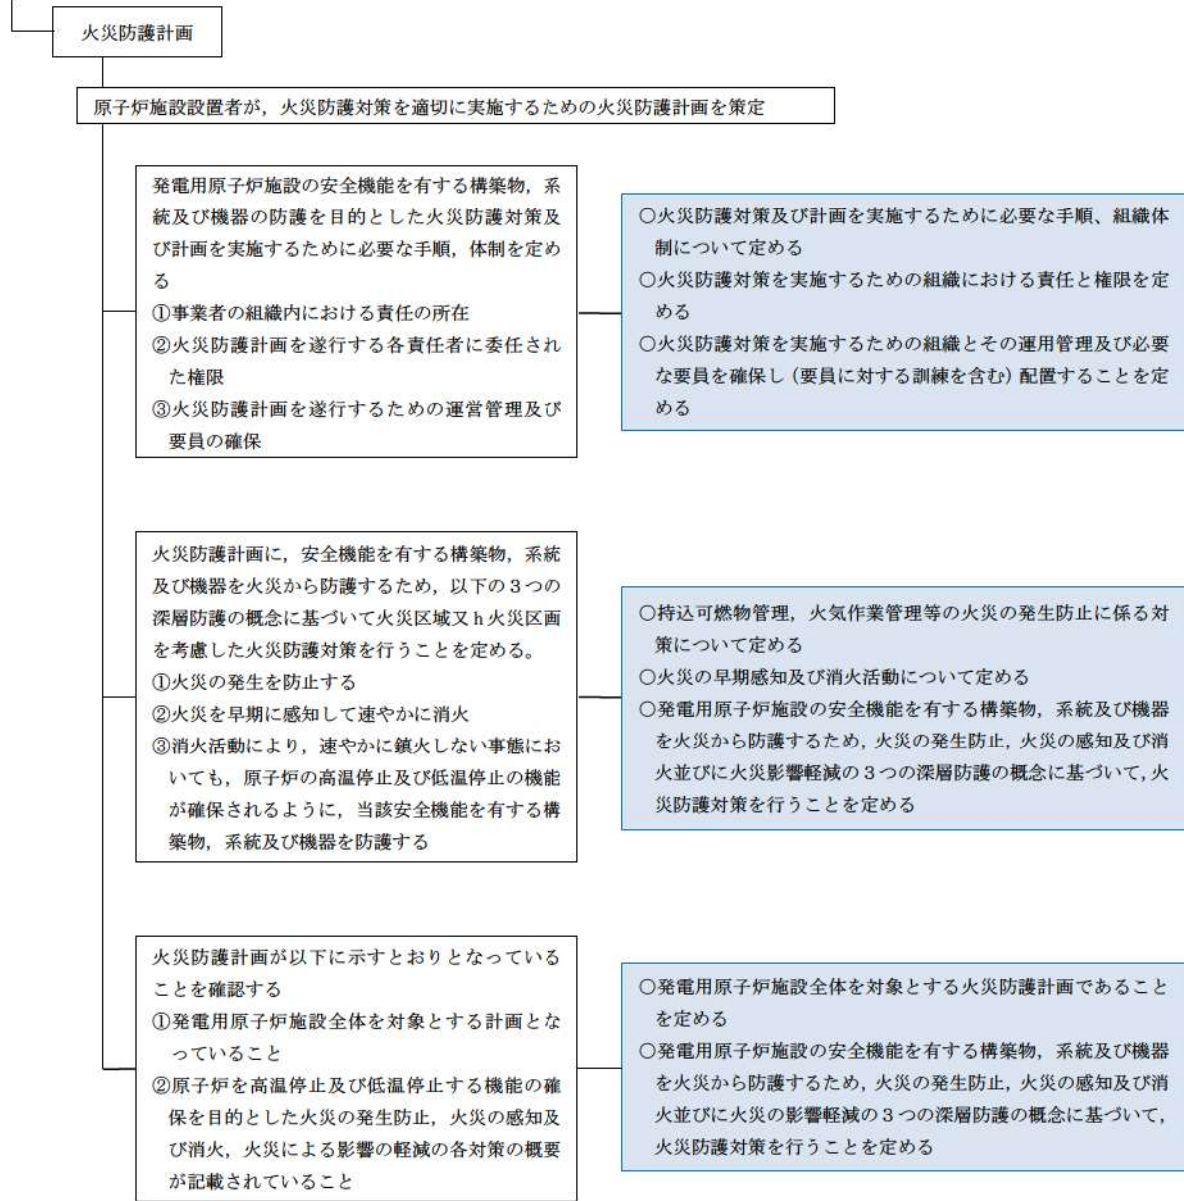 火災防護計画
原子炉施設設置者が，火災防護対策を適切に実施するための火災防護計画を策定
発電用原子炉施設の安全機能を有する構築物，系
統及び機器の防護を目的とした火災防護対策及
び計画を実施するために必要な手順，体制を定め
る
①事業者の組織内における責任の所在
②火災防護計画を遂行する各責任者に委任され
た権限
③火災防護計画を遂行するための運営管理及び
要員の確保
○火災防護対策及び計画を実施するために必要な手順、組織体
制について定める
○火災防護対策を実施するための組織における責任と権限を定
める
○火災防護対策を実施するための組織とその運用管理及び必要
な要員を確保し（要員に対する訓練を含む）配置することを定
める
火災防護計画に，安全機能を有する構築物，系統
及び機器を火災から防護するため，以下の３つの
深層防護の概念に基づいて火災区域又ｈ火災区画
を考慮した火災防護対策を行うことを定める。
①火災の発生を防止する
②火災を早期に感知して速やかに消火
③消火活動により，速やかに鎮火しない事態にお
いても，原子炉の高温停止及び低温停止の機能
が確保されるように，当該安全機能を有する構
築物，系統及び機器を防護する
○持込可燃物管理，火気作業管理等の火災の発生防止に係る対
策について定める
○火災の早期感知及び消火活動について定める
○発電用原子炉施設の安全機能を有する構築物，系統及び機器
を火災から防護するため，火災の発生防止，火災の感知及び消
火並びに火災影響軽減の３つの深層防護の概念に基づいて，火
災防護対策を行うことを定める
火災防護計画が以下に示すとおりとなっている
ことを確認する
①発電用原子炉施設全体を対象とする計画とな
っていること
②原子炉を高温停止及び低温停止する機能の確
保を目的とした火災の発生防止，火災の感知及
び消火，火災による影響の軽減の各対策の概要
が記載されていること
○発電用原子炉施設全体を対象とする火災防護計画であること
を定める
○発電用原子炉施設の安全機能を有する構築物，系統及び機器
を火災から防護するため，火災の発生防止，火災の感知及び消
火並びに火災の影響軽減の３つの深層防護の概念に基づいて，
火災防護対策を行うことを定める